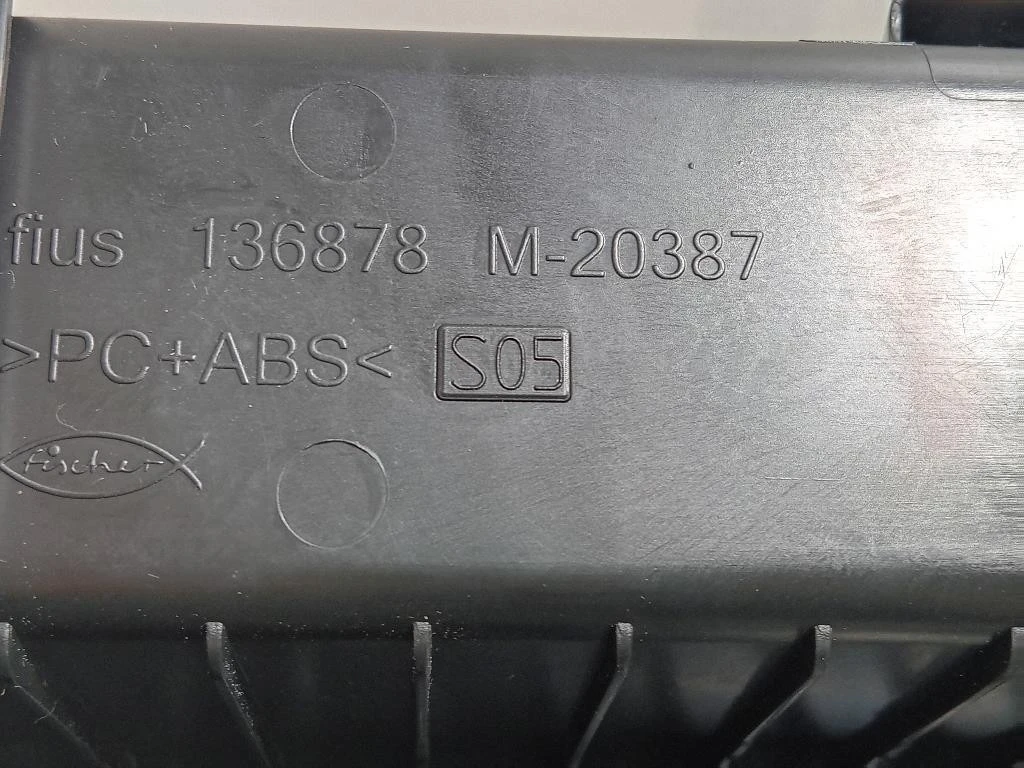 fius 136878 M-20387
>PC+ABS< S05
fischer